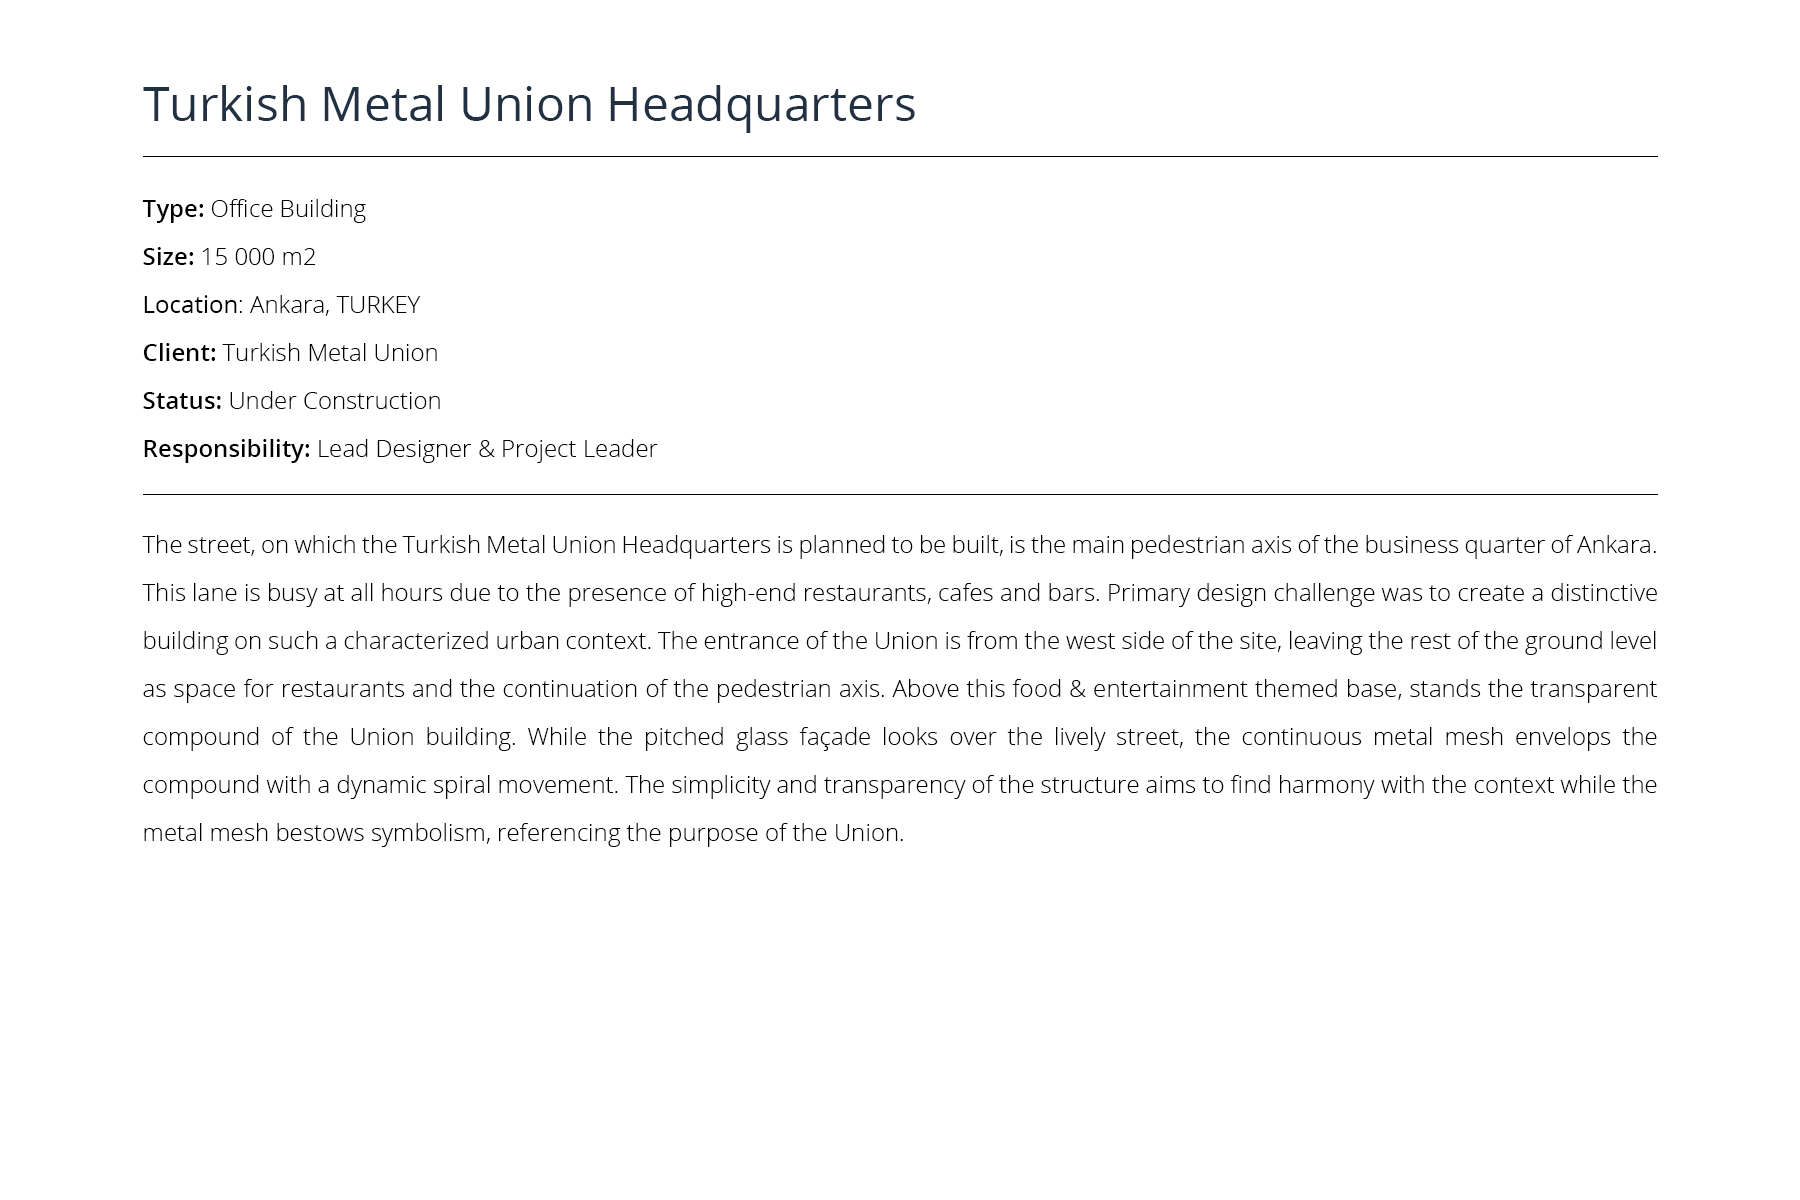 Turkish Metal Union Headquarters
Type: Office Building
Size: 15 000 m2
Location: Ankara, TURKEY
Client: Turkish Metal Union
Status: Under Construction
Responsibility: Lead Designer & Project Leader
The street, on which the Turkish Metal Union Headquarters is planned to be built, is the main pedestrian axis of the business quarter of Ankara.
This lane is busy at all hours due to the presence of high-end restaurants, cafes and bars. Primary design challenge was to create a distinctive
building on such a characterized urban context. The entrance of the Union is from the west side of the site, leaving the rest of the ground level
as space for restaurants and the continuation of the pedestrian axis. Above this food & entertainment themed base, stands the transparent
compound of the Union building. While the pitched glass façade looks over the lively street, the continuous metal mesh envelops the
compound with a dynamic spiral movement. The simplicity and transparency of the structure aims to find harmony with the context while the
metal mesh bestows symbolism, referencing the purpose of the Union.